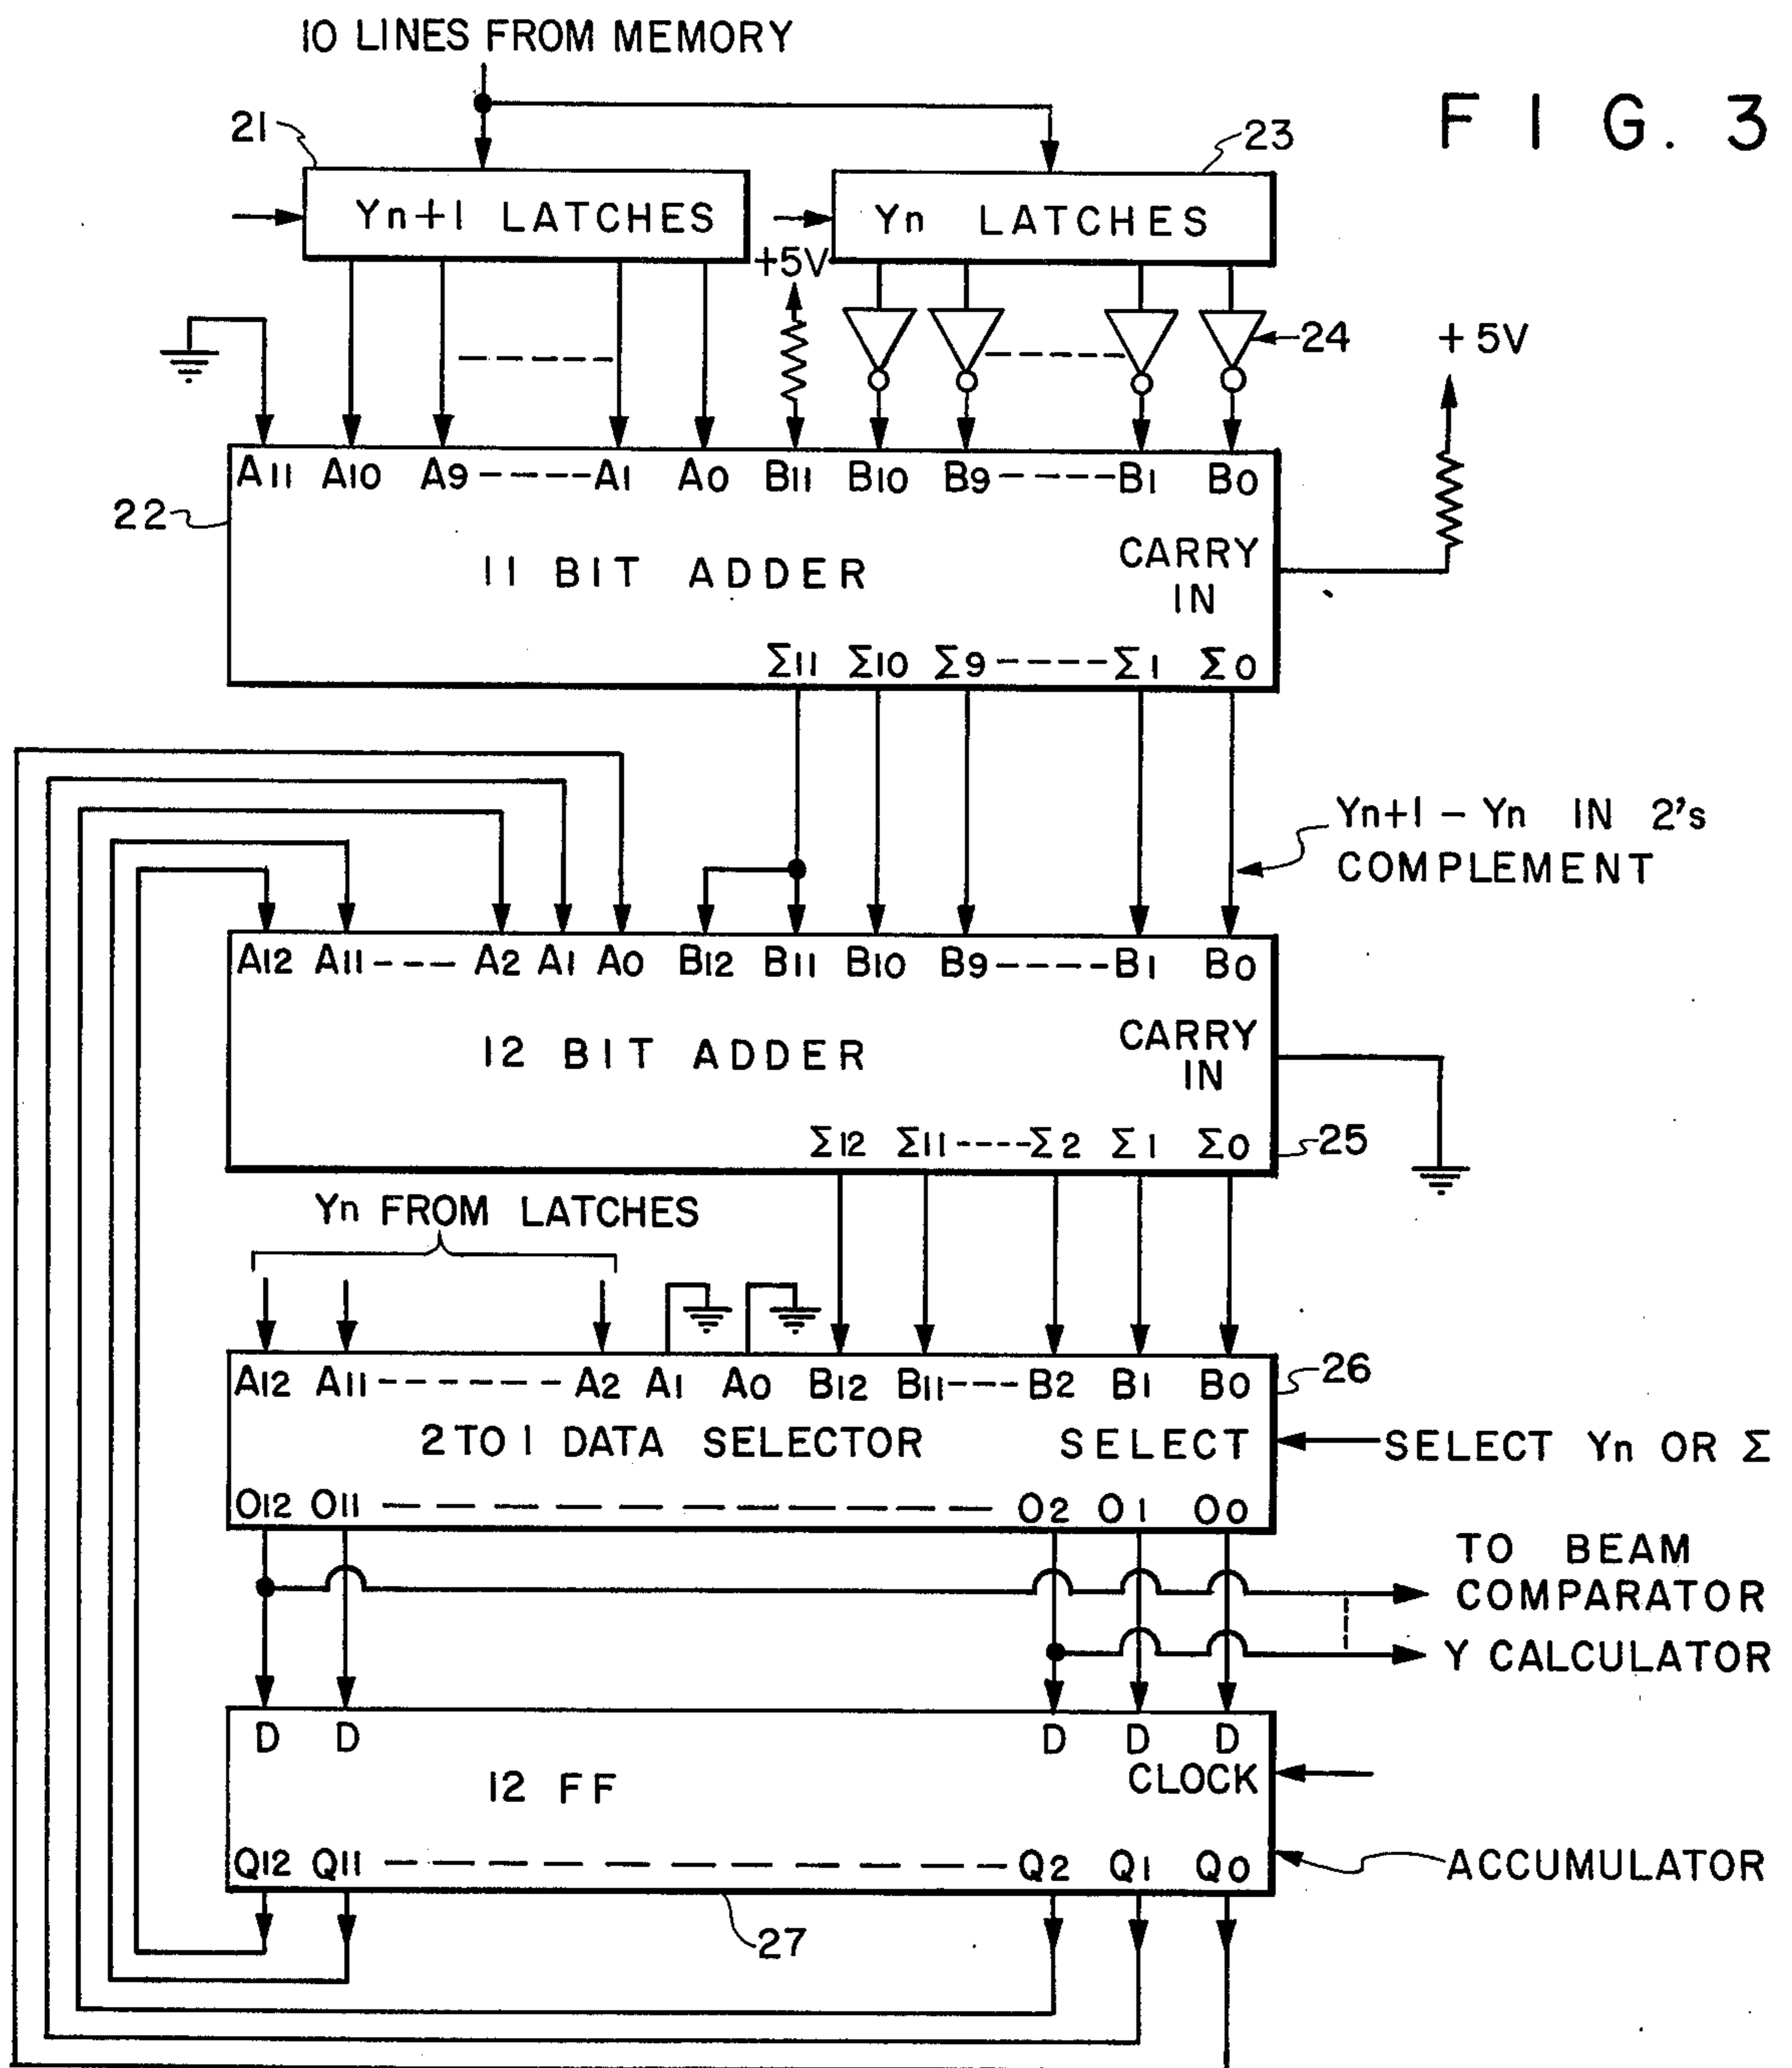 10 LINES FROM MEMORY
FIG. 3
21
23
Yn+1 LATCHES
Yn LATCHES
+5V
24
+5V
A11 A10 A9 ----A1 A0 B11 B10 B9 ----B1 B0
22
11 BIT ADDER
CARRY
IN
Σ11 Σ10 Σ9 ----Σ1 Σ0
Yn+1 - Yn IN 2's
COMPLEMENT
A12 A11--- A2 A1 A0 B12 B11 B10 B9 ----B1 B0
12 BIT ADDER
CARRY
IN
Σ12 Σ11----Σ2 Σ1 Σ0
25
Yn FROM LATCHES
A12 A11------A2 A1 A0 B12 B11---B2 B1 B0
26
2 TO 1 DATA SELECTOR
SELECT
SELECT Yn OR Σ
O12 O11 — — — — — — — — O2 O1 O0
TO BEAM
COMPARATOR
Y CALCULATOR
D D D D D
12 FF
CLOCK
Q12 Q11 — — — — — — — — Q2 Q1 Q0
ACCUMULATOR
27